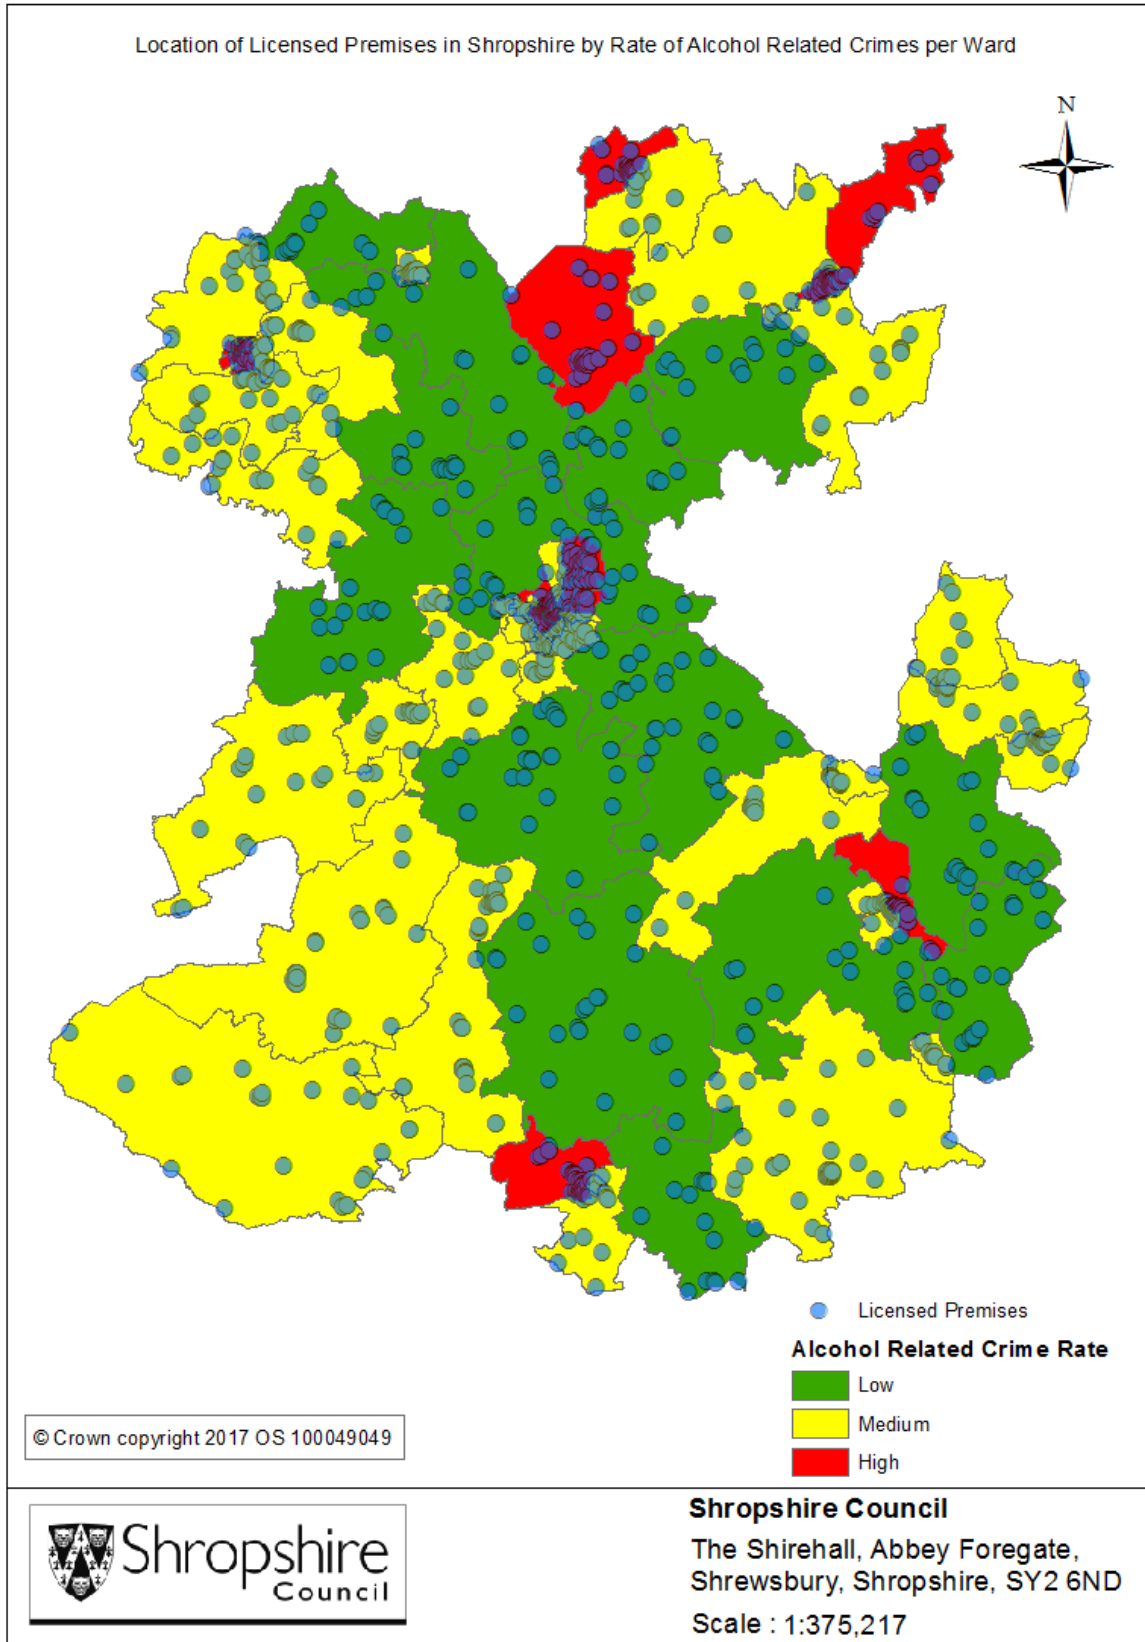 Location of Licensed Premises in Shropshire by Rate of Alcohol Related Crimes per Ward
N
Licensed Premises
Alcohol Related Crime Rate
Low
Medium
High
© Crown copyright 2017 OS 100049049
Shropshire
Council
Shropshire Council
The Shirehall, Abbey Foregate,
Shrewsbury, Shropshire, SY2 6ND
Scale : 1:375,217